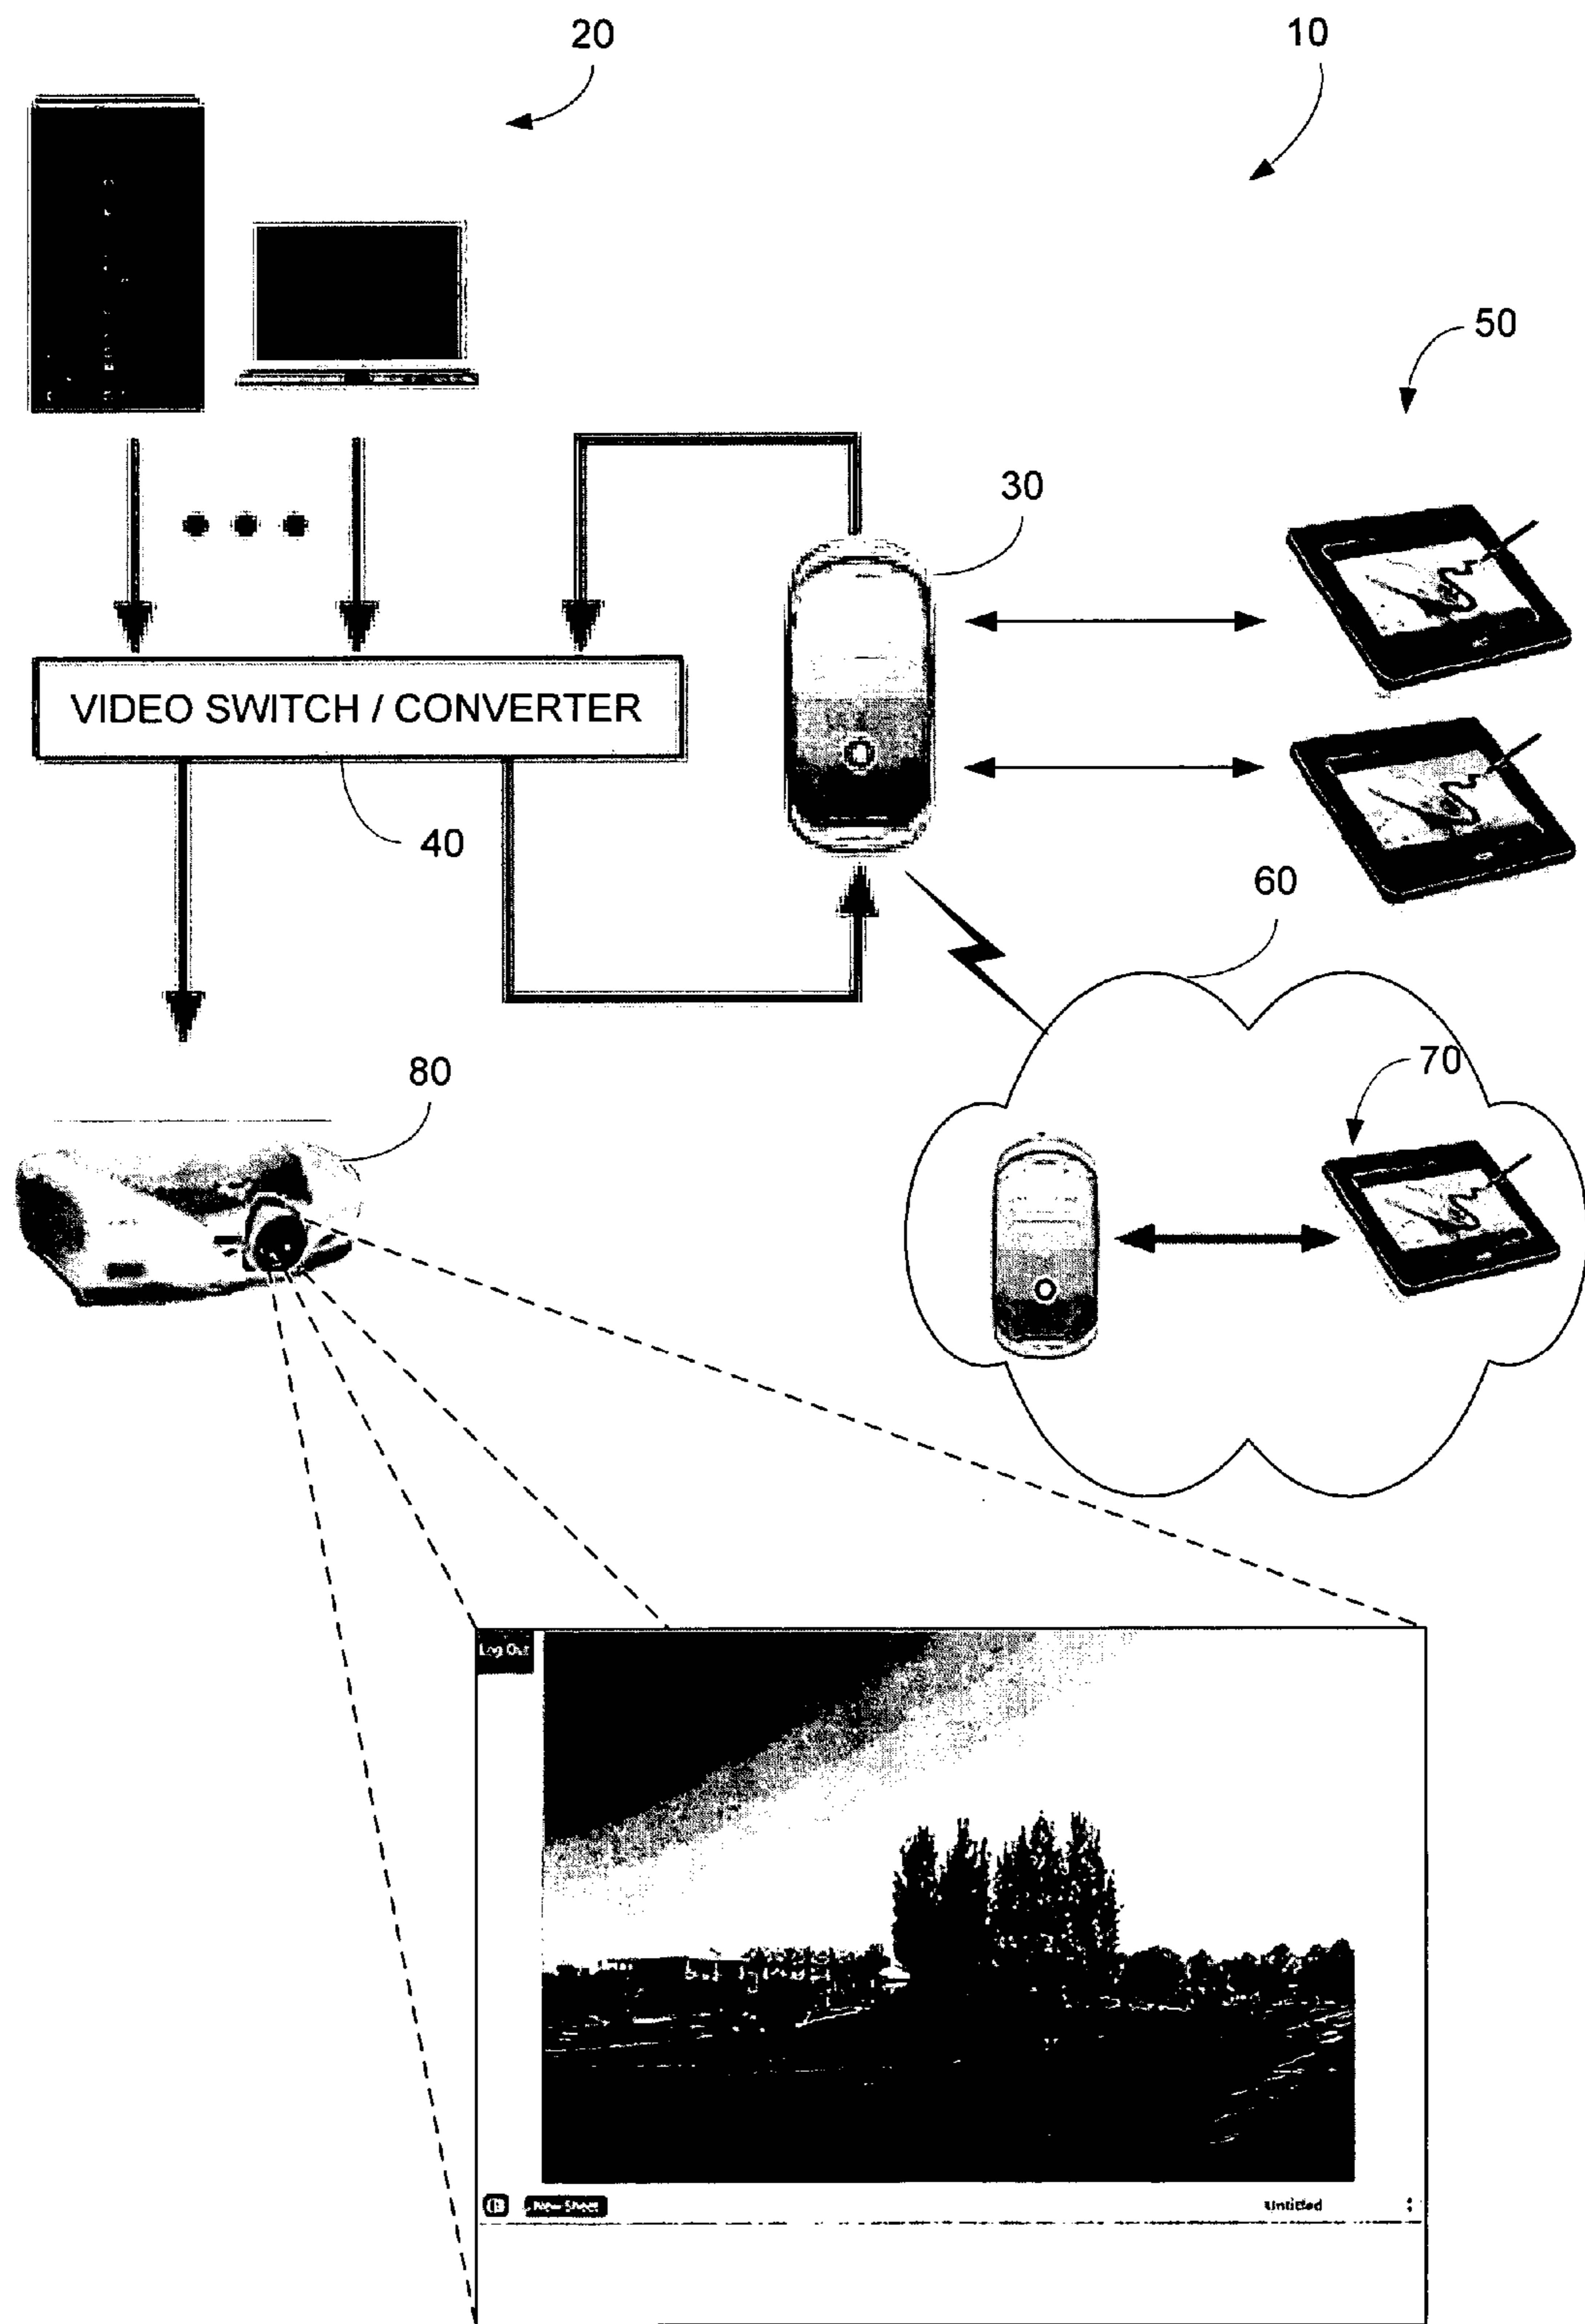 20
10
50
30
VIDEO SWITCH / CONVERTER
40
60
70
80
Log Out
New Sheet
Untitled